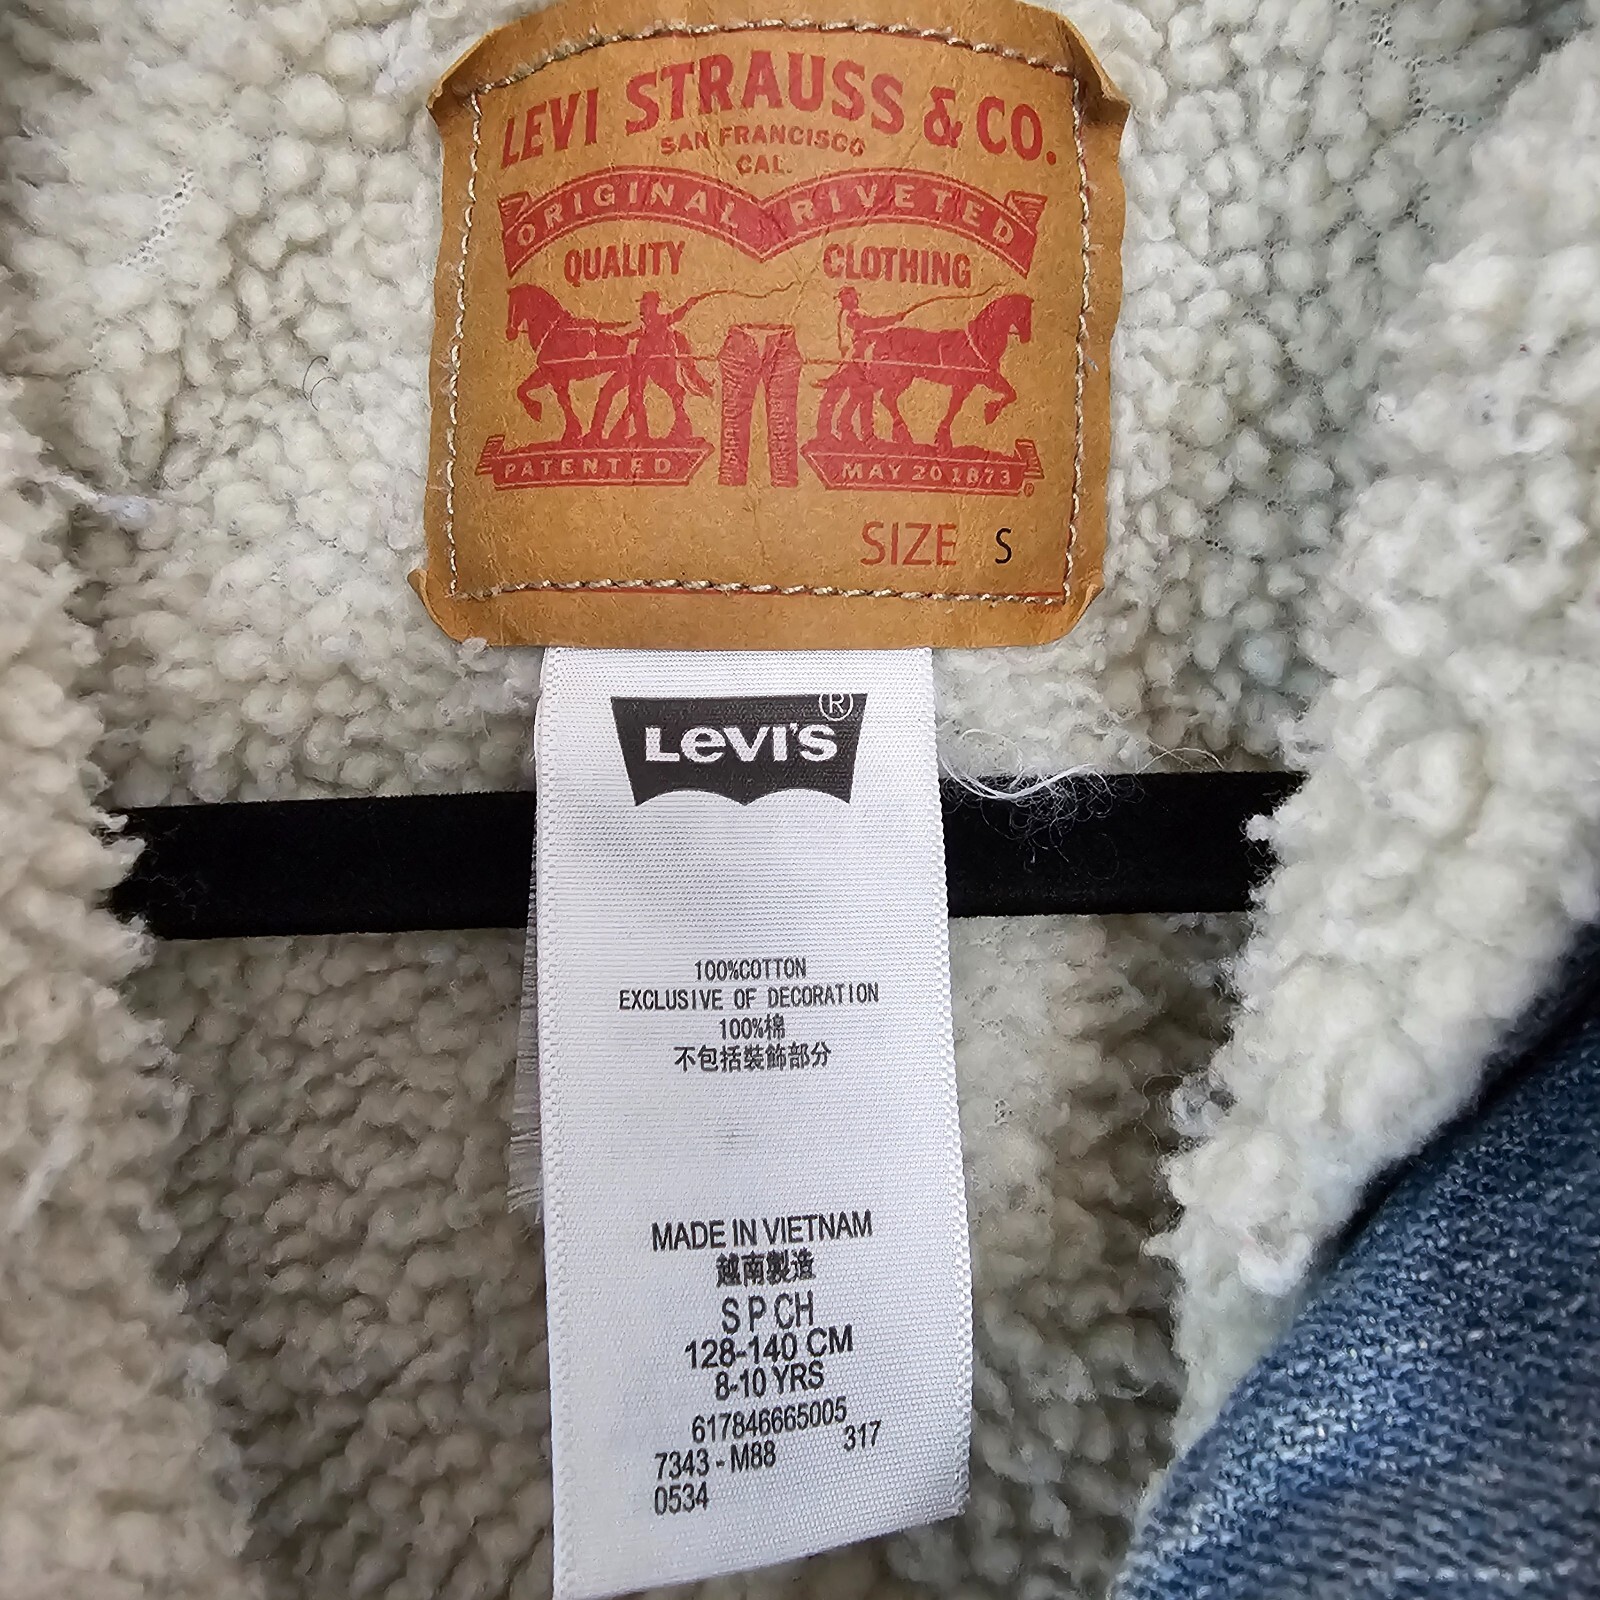 LEVI STRAUSS & CO.
SAN FRANCISCO
CAL.
ORIGINAL RIVETED
QUALITY CLOTHING
PATENTED MAY 20 1873
SIZE S
LEVI'S®
100%COTTON
EXCLUSIVE OF DECORATION
100%棉
不包括裝飾部分
MADE IN VIETNAM
越南製造
S P CH
128-140 CM
8-10 YRS
617846665005
7343 - M88 317
0534